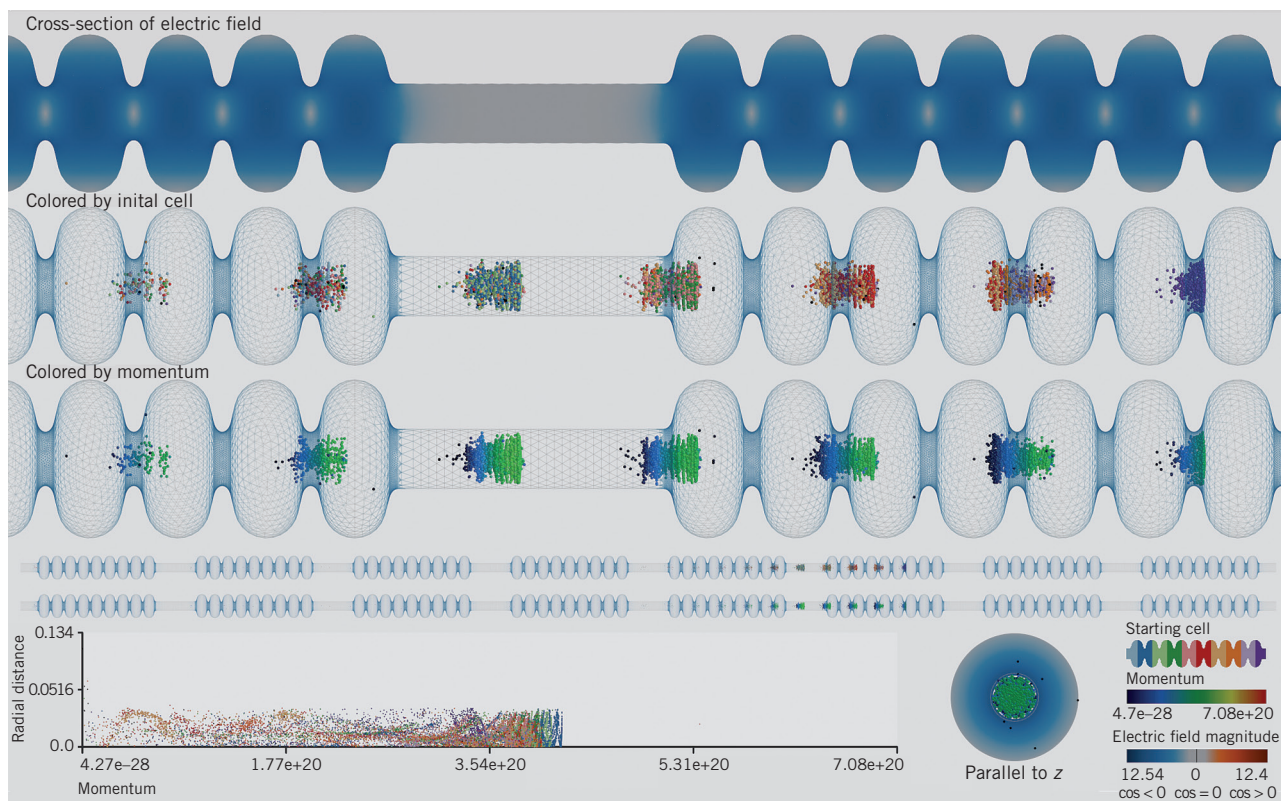 Cross-section of electric field
Colored by inital cell
Colored by momentum
Radial distance
0.134
0.0516
0.0
4.27e–28
1.77e+20
3.54e+20
5.31e+20
7.08e+20
Momentum
Parallel to z
Starting cell
Momentum
4.7e–28 7.08e+20
Electric field magnitude
12.54 0 12.4
cos < 0 cos = 0 cos > 0